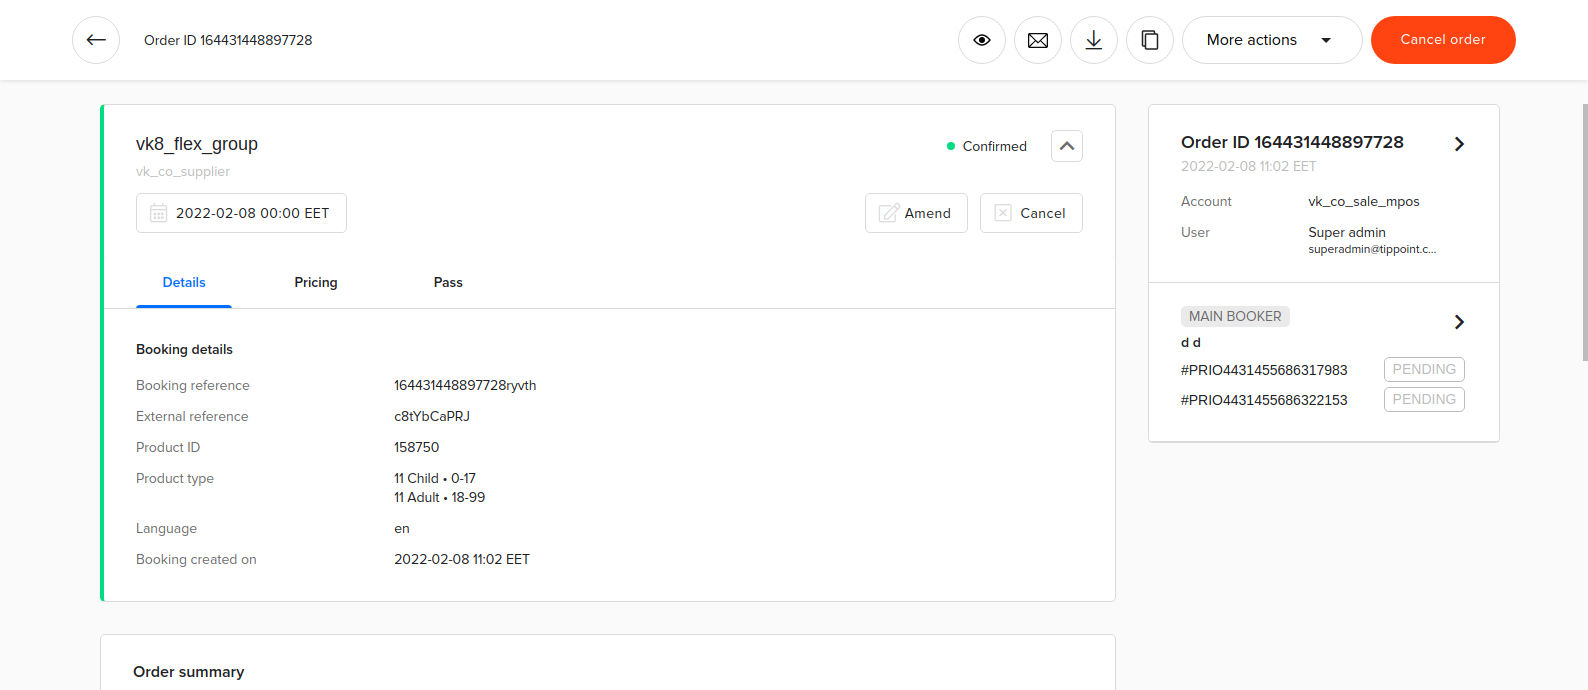 Order ID 164431448897728
More actions
Cancel order
vk8_flex_group
Confirmed
vk_co_supplier
2022-02-08 00:00 EET
Amend
Cancel
Details
Pricing
Pass
Booking details
Booking reference 164431448897728ryvth
External reference c8tYbCaPRJ
Product ID 158750
Product type 11 Child • 0-17
11 Adult • 18-99
Language en
Booking created on 2022-02-08 11:02 EET
Order summary
Order ID 164431448897728
2022-02-08 11:02 EET
Account vk_co_sale_mpos
User Super admin
superadmin@tippoint.c...
MAIN BOOKER
d d
#PRIO4431455686317983 PENDING
#PRIO4431455686322153 PENDING